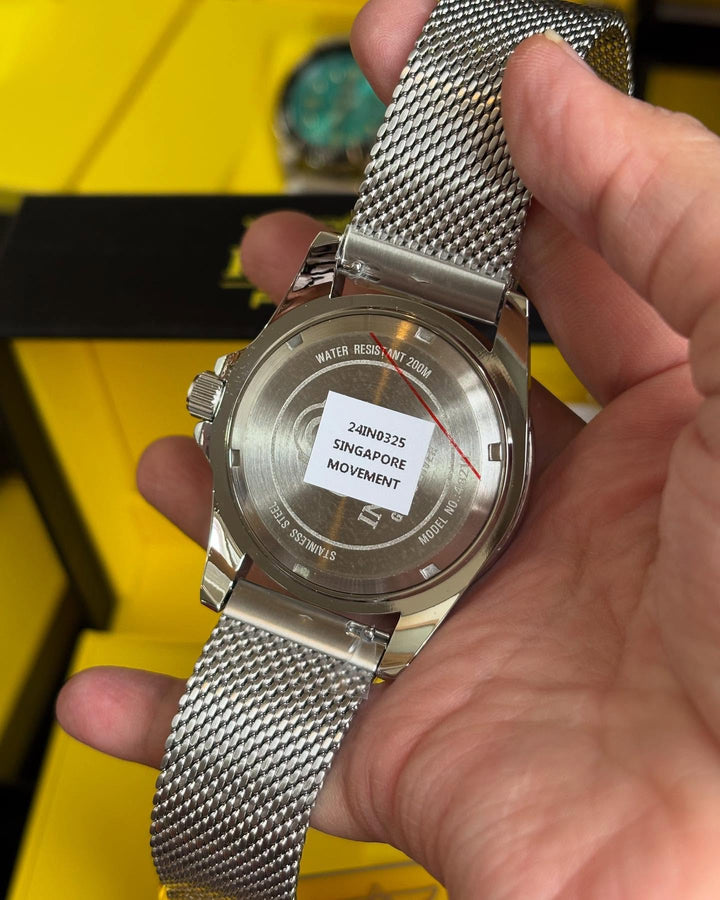 WATER RESISTANT 200M
24IN0325
SINGAPORE
MOVEMENT
MODEL NO.
STAINLESS STEEL